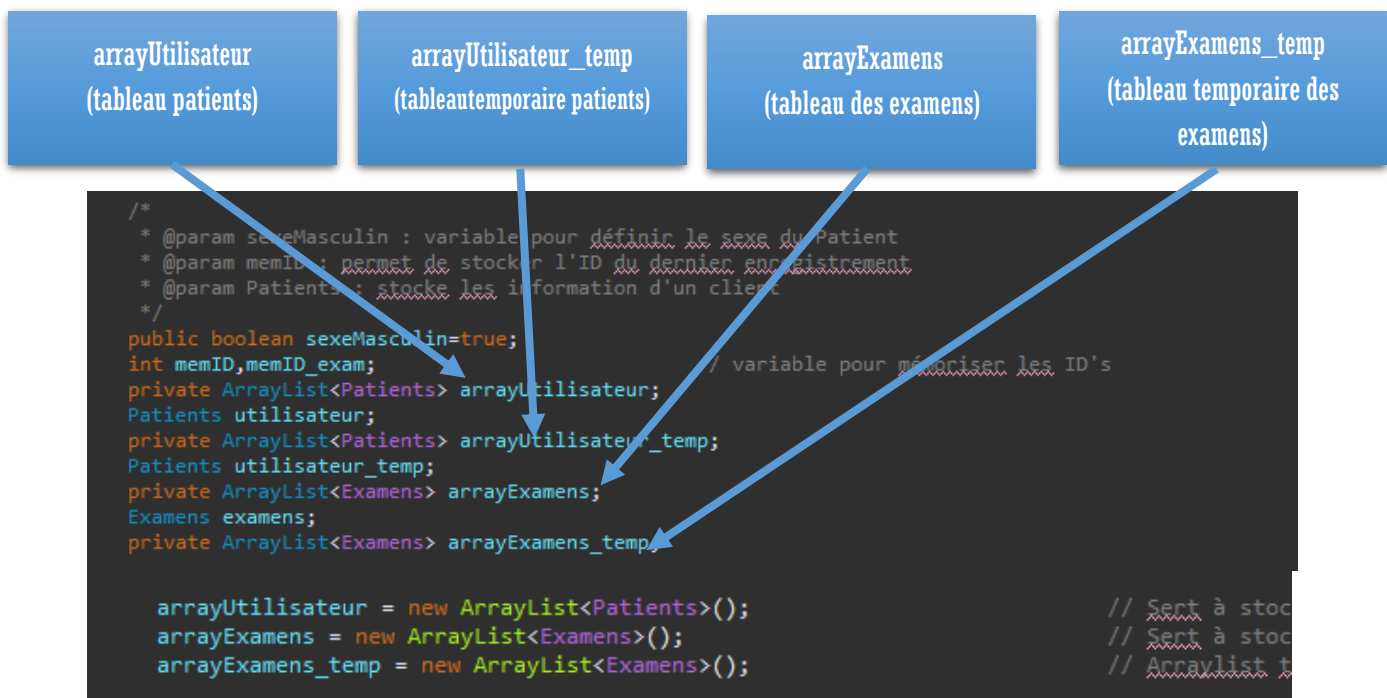 arrayUtilisateur
(tableau patients)
arrayUtilisateur_temp
(tableautemporaire patients)
arrayExamens
(tableau des examens)
arrayExamens_temp
(tableau temporaire des
examens)
/*
* @param sexeMasculin : variable pour définir le sexe du Patient
* @param memID : permet de stocker l'ID du dernier enregistrement
* @param Patients : stocke les information d'un client
*/
public boolean sexeMasculin=true;
int memID,memID_exam; / variable pour mémoriser les ID's
private ArrayList<Patients> arrayUtilisateur;
Patients utilisateur;
private ArrayList<Patients> arrayUtilisateur_temp;
Patients utilisateur_temp;
private ArrayList<Examens> arrayExamens;
Examens examens;
private ArrayList<Examens> arrayExamens_temp;
arrayUtilisateur = new ArrayList<Patients>(); // Sert à stoc
arrayExamens = new ArrayList<Examens>(); // Sert à stoc
arrayExamens_temp = new ArrayList<Examens>(); // Arraylist t